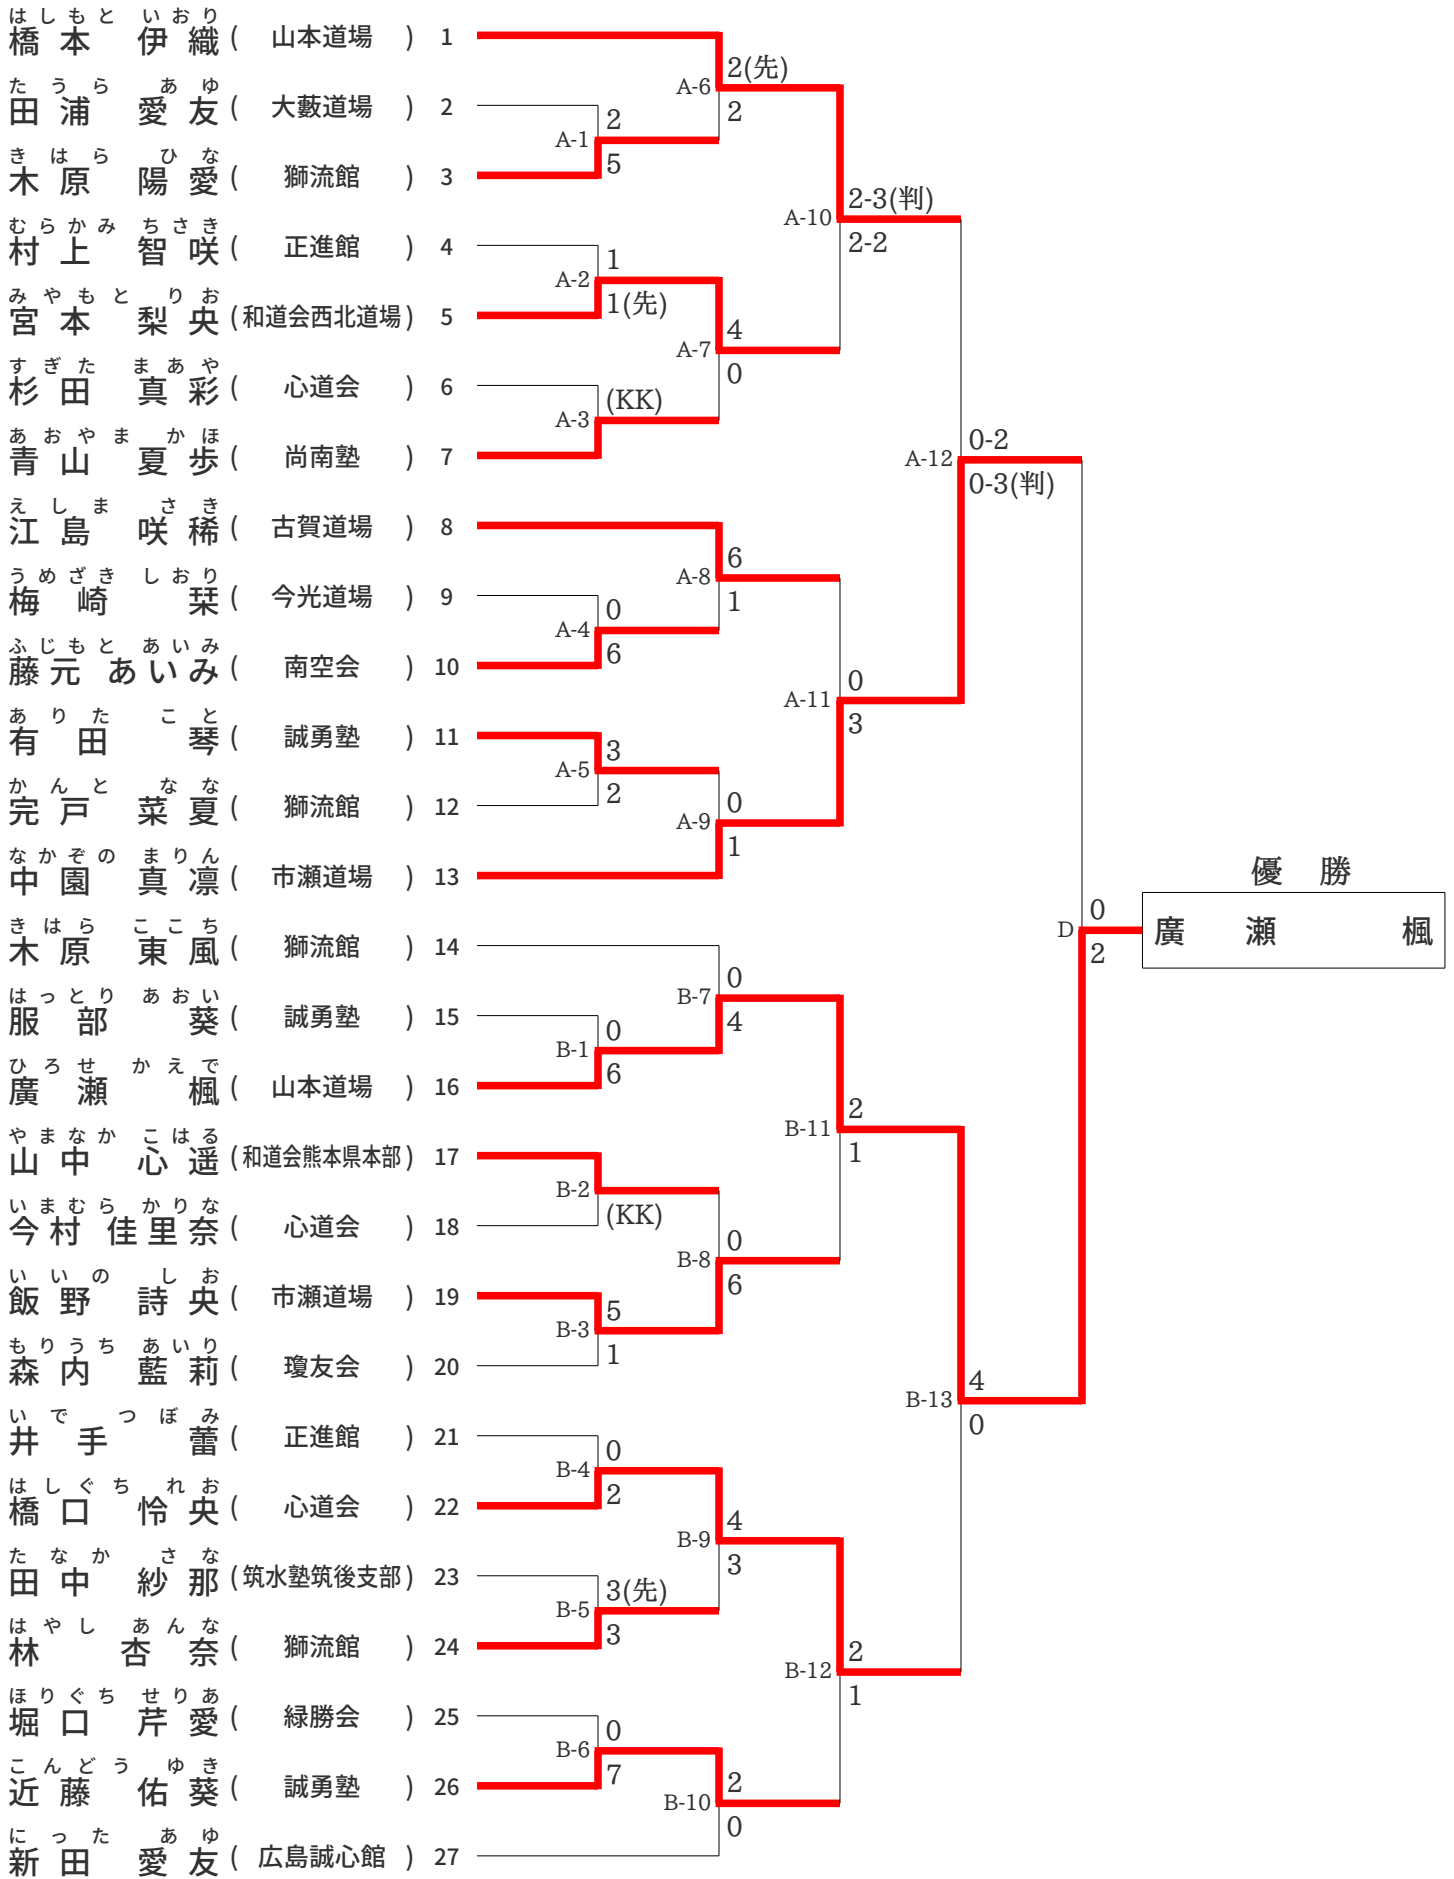 はしもと いおり
橋本 伊織 ( 山本道場 ) 1
2(先)
A-6
2
たうら あゆ
田浦 愛友 ( 大藪道場 ) 2
2
A-1
5
きはら ひな
木原 陽愛 ( 獅流館 ) 3
2-3(判)
A-10
2-2
むらかみ ちさき
村上 智咲 ( 正進館 ) 4
1
A-2
1(先)
みやもと りお
宮本 梨央 ( 和道会西北道場 ) 5
4
A-7
0
すぎた まあや
杉田 真彩 ( 心道会 ) 6
(KK)
A-3
あおやま かほ
青山 夏歩 ( 尚南塾 ) 7
0-2
A-12
0-3(判)
えしま さき
江島 咲稀 ( 古賀道場 ) 8
6
A-8
1
うめざき しおり
梅崎 栞 ( 今光道場 ) 9
0
A-4
6
ふじもと あいみ
藤元 あいみ ( 南空会 ) 10
0
A-11
3
ありた こと
有田 琴 ( 誠勇塾 ) 11
3
A-5
2
かんと なな
完戸 菜夏 ( 獅流館 ) 12
0
A-9
1
なかぞの まりん
中園 真凛 ( 市瀬道場 ) 13
優勝
0
D
2
廣瀬 楓
きはら ここち
木原 東風 ( 獅流館 ) 14
0
B-7
4
はっとり あおい
服部 葵 ( 誠勇塾 ) 15
0
B-1
6
ひろせ かえで
廣瀬 楓 ( 山本道場 ) 16
2
B-11
1
やまなか こはる
山中 心遥 ( 和道会熊本県本部 ) 17
B-2
(KK)
いまむら かりな
今村 佳里奈 ( 心道会 ) 18
0
B-8
6
いいの しお
飯野 詩央 ( 市瀬道場 ) 19
5
B-3
1
もりうち あいり
森内 藍莉 ( 瓊友会 ) 20
4
B-13
0
いで つぼみ
井手 蕾 ( 正進館 ) 21
0
B-4
2
はしぐち れお
橋口 怜央 ( 心道会 ) 22
4
B-9
3
たなか さな
田中 紗那 ( 筑水塾筑後支部 ) 23
3(先)
B-5
3
はやし あんな
林 杏奈 ( 獅流館 ) 24
2
B-12
1
ほりぐち せりあ
堀口 芹愛 ( 緑勝会 ) 25
0
B-6
7
こんどう ゆき
近藤 佑葵 ( 誠勇塾 ) 26
2
B-10
0
にった あゆ
新田 愛友 ( 広島誠心館 ) 27